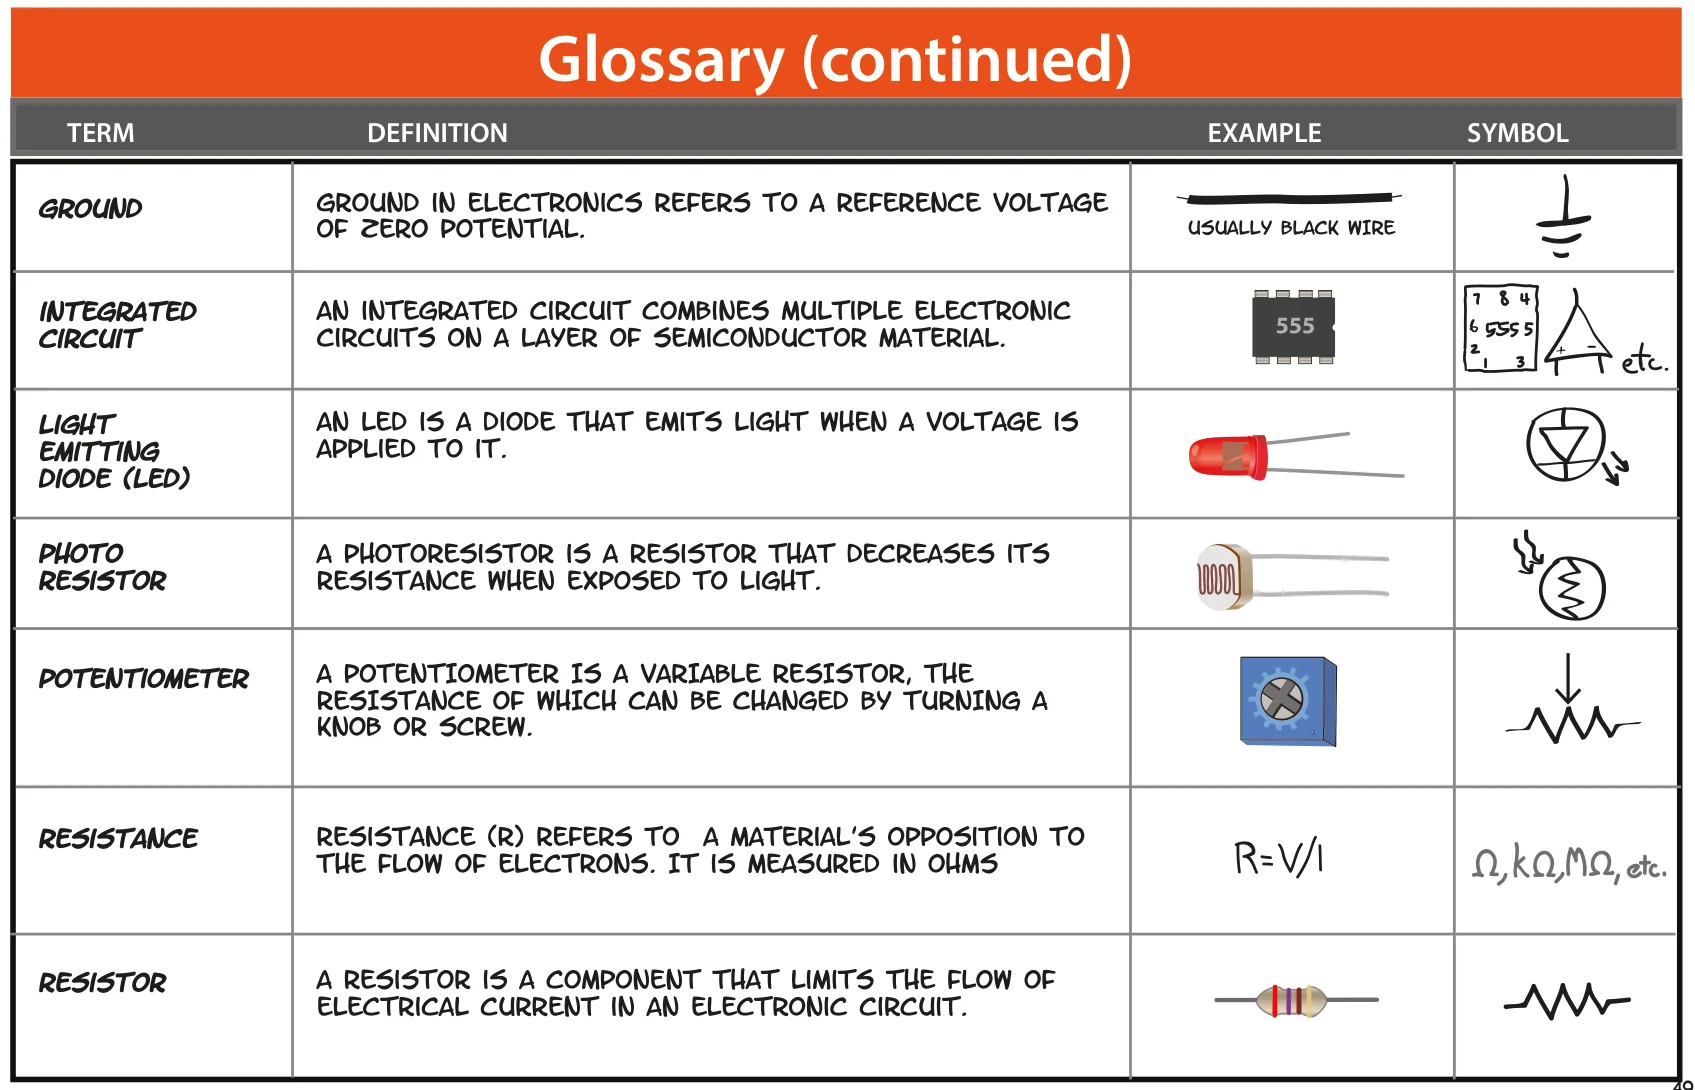 Glossary (continued)
TERM DEFINITION EXAMPLE SYMBOL
GROUND
GROUND IN ELECTRONICS REFERS TO A REFERENCE VOLTAGE
OF ZERO POTENTIAL.
USUALLY BLACK WIRE
INTEGRATED
CIRCUIT
AN INTEGRATED CIRCUIT COMBINES MULTIPLE ELECTRONIC
CIRCUITS ON A LAYER OF SEMICONDUCTOR MATERIAL.
555
7 8 4
6 555 5
2
1 3
+ -
etc.
LIGHT
EMITTING
DIODE (LED)
AN LED IS A DIODE THAT EMITS LIGHT WHEN A VOLTAGE IS
APPLIED TO IT.
PHOTO
RESISTOR
A PHOTORESISTOR IS A RESISTOR THAT DECREASES ITS
RESISTANCE WHEN EXPOSED TO LIGHT.
POTENTIOMETER
A POTENTIOMETER IS A VARIABLE RESISTOR, THE
RESISTANCE OF WHICH CAN BE CHANGED BY TURNING A
KNOB OR SCREW.
RESISTANCE
RESISTANCE (R) REFERS TO A MATERIAL'S OPPOSITION TO
THE FLOW OF ELECTRONS. IT IS MEASURED IN OHMS
R=V/I
Ω, kΩ, MΩ, etc.
RESISTOR
A RESISTOR IS A COMPONENT THAT LIMITS THE FLOW OF
ELECTRICAL CURRENT IN AN ELECTRONIC CIRCUIT.
49